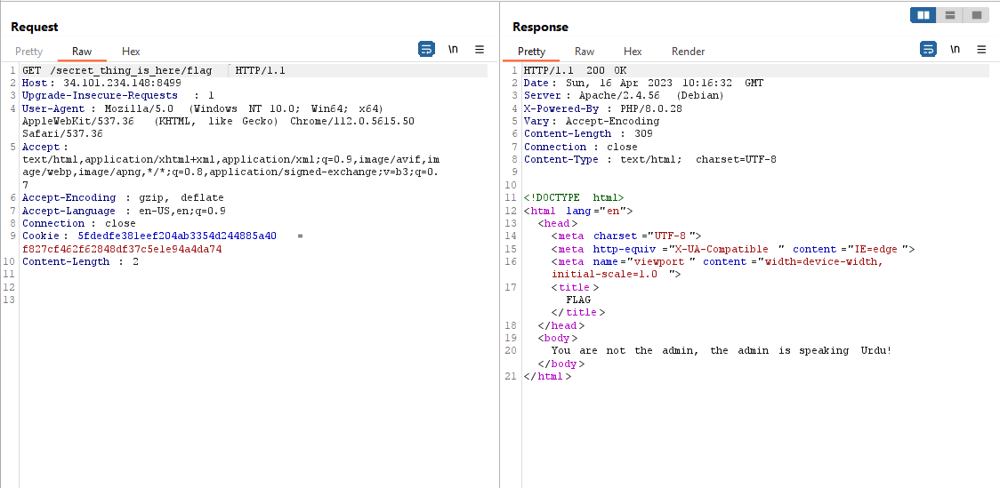 Request
Pretty Raw Hex \n
1 GET /secret_thing_is_here/flag HTTP/1.1
2 Host: 34.101.234.148:8499
3 Upgrade-Insecure-Requests : 1
4 User-Agent : Mozilla/5.0 (Windows NT 10.0; Win64; x64)
AppleWebKit/537.36 (KHTML, like Gecko) Chrome/112.0.5615.50
Safari/537.36
5 Accept :
text/html,application/xhtml+xml,application/xml;q=0.9,image/avif,im
age/webp,image/apng,*/*;q=0.8,application/signed-exchange;v=b3;q=0.
7
6 Accept-Encoding : gzip, deflate
7 Accept-Language : en-US,en;q=0.9
8 Connection : close
9 Cookie : 5fdedfe381eef204ab3354d244885a40 =
f827cf462f62848df37c5e1e94a4da74
10 Content-Length : 2
11
12
13
Response
Pretty Raw Hex Render \n
1 HTTP/1.1 200 OK
2 Date : Sun, 16 Apr 2023 10:16:32 GMT
3 Server : Apache/2.4.56 (Debian)
4 X-Powered-By : PHP/8.0.28
5 Vary : Accept-Encoding
6 Content-Length : 309
7 Connection : close
8 Content-Type : text/html; charset=UTF-8
9
10
11 <!DOCTYPE html>
12 <html lang ="en">
13 <head>
14 <meta charset ="UTF-8">
15 <meta http-equiv ="X-UA-Compatible " content ="IE=edge">
16 <meta name="viewport" content ="width=device-width,
initial-scale=1.0 ">
17 <title>
FLAG
</title>
18 </head>
19 <body>
20 You are not the admin, the admin is speaking Urdu!
</body>
21 </html>